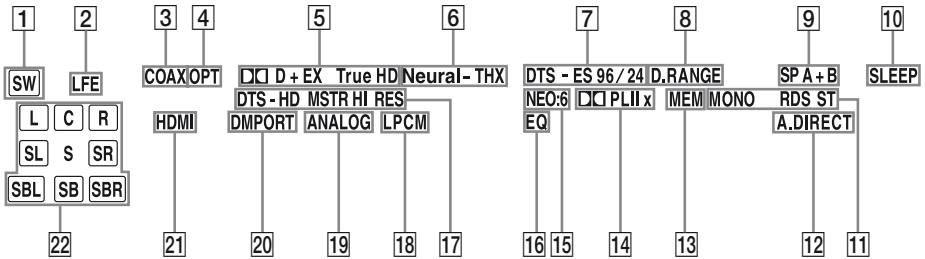 1 2 3 4 5 6 7 8 9 10
SW LFE COAX OPT DD D + EX True HD Neural - THX DTS - ES 96 / 24 D.RANGE SP A + B SLEEP
DTS - HD MSTR HI RES NEO:6 DD PLII x MEM MONO RDS ST
L C R HDMI DMPORT ANALOG LPCM EQ A.DIRECT
SL S SR
SBL SB SBR
22 21 20 19 18 17 16 15 14 13 12 11